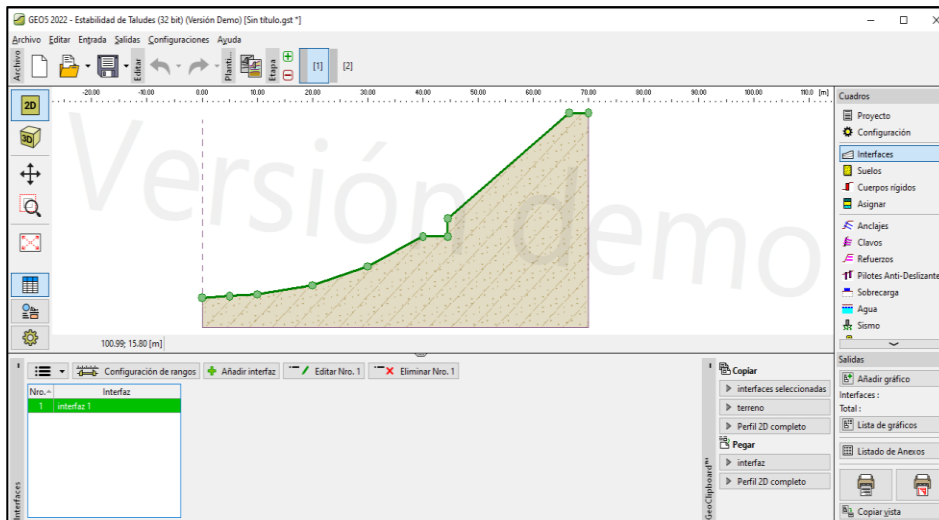 GEO5 2022 - Estabilidad de Taludes (32 bit) (Versión Demo) [Sin título.gst *]
Archivo Editar Entrada Salidas Configuraciones Ayuda
Archivo
Editar
Planti...
Etapa
[1] [2]
-20.00 -10.00 0.00 10.00 20.00 30.00 40.00 50.00 60.00 70.00 80.00 90.00 100.00 110.0 [m]
2D
3D
Versión demo
100.99; 15.80 [m]
Cuadros
Proyecto
Configuración
Interfaces
Suelos
Cuerpos rígidos
Asignar
Anclajes
Clavos
Refuerzos
Pilotes Anti-Deslizante
Sobrecarga
Agua
Sismo
Configuración de rangos Añadir interfaz Editar Nro. 1 Eliminar Nro. 1
Nro. Interfaz
1 interfaz 1
Interfaces
GeoClipboard™
Copiar
interfaces seleccionadas
terreno
Perfil 2D completo
Pegar
interfaz
Perfil 2D completo
Salidas
Añadir gráfico
Interfaces :
Total :
Lista de gráficos
Listado de Anexos
Copiar vista